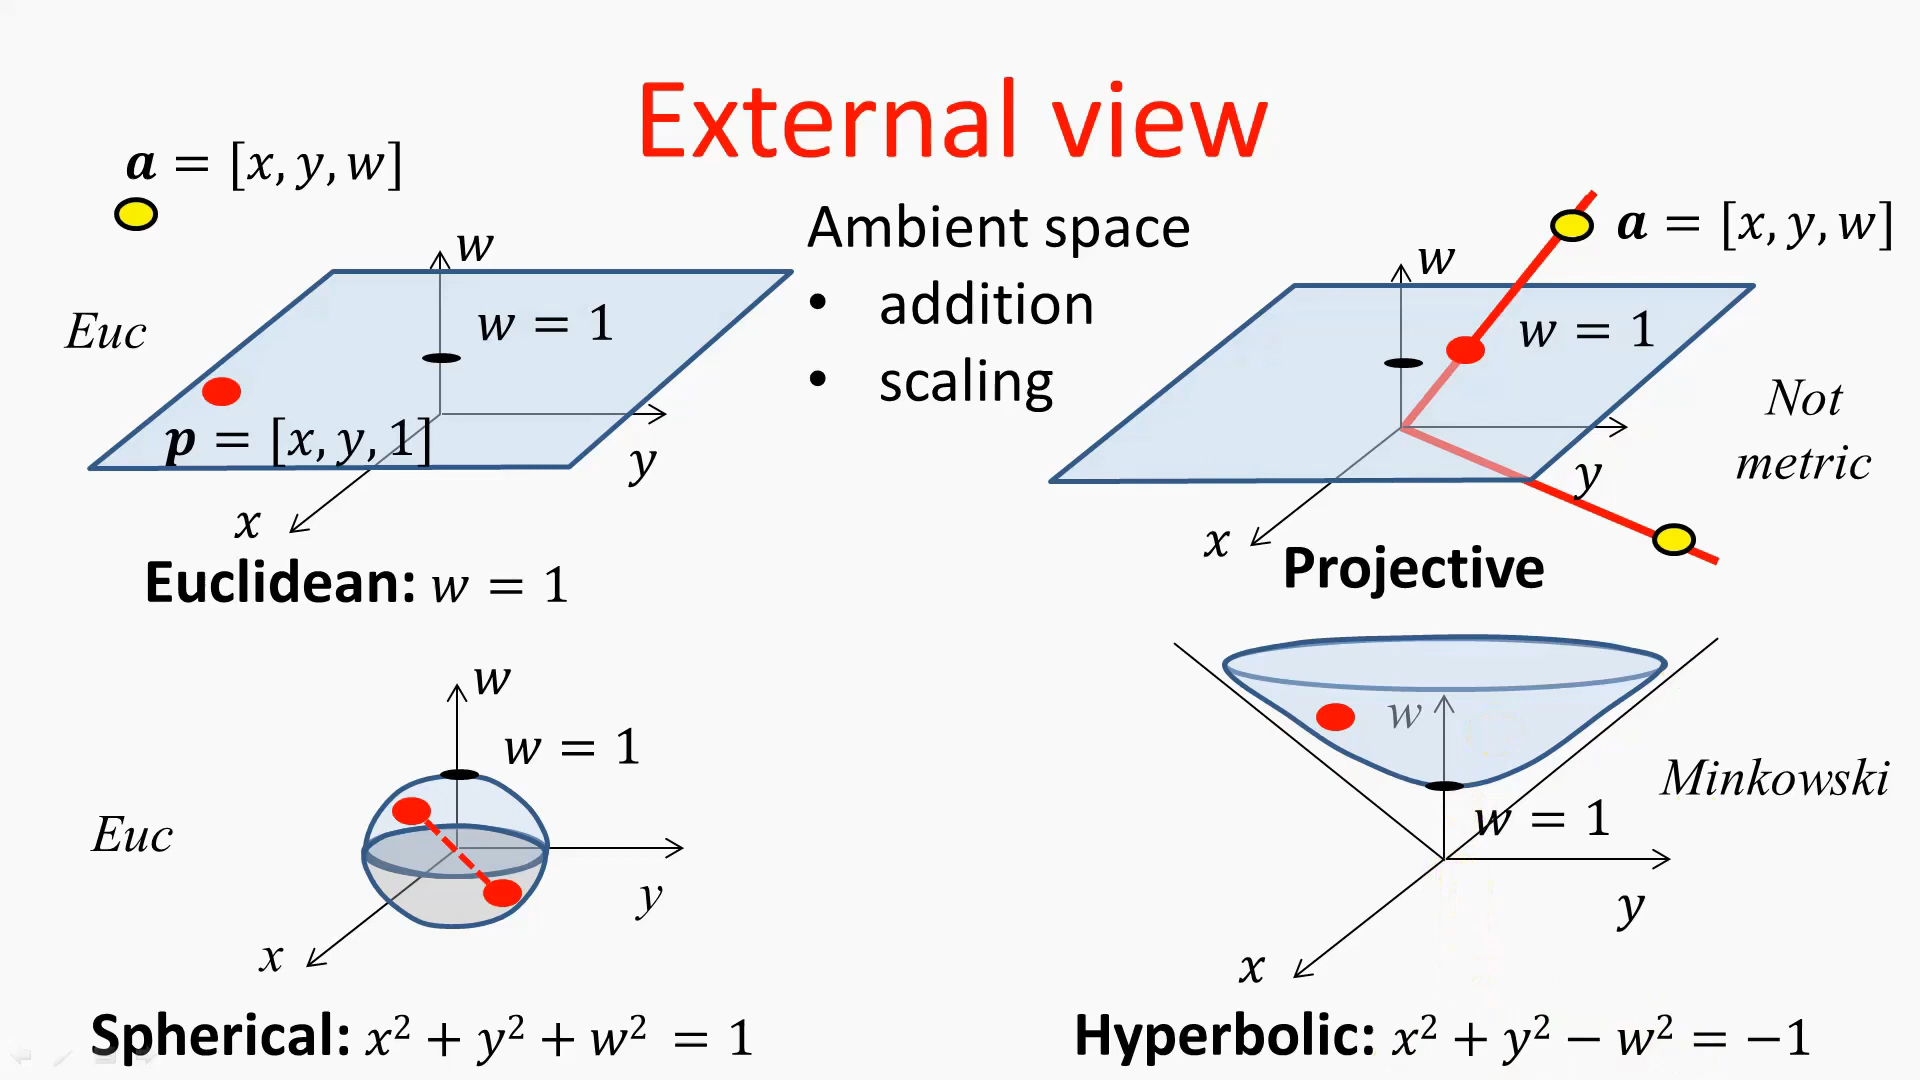 External view
𝒂 = [x, y, w]
w
Euc
w = 1
𝒑 = [x, y, 1]
y
x
Euclidean: w = 1
Ambient space
• addition
• scaling
𝒂 = [x, y, w]
w
w = 1
Not
metric
y
x
Projective
w
w = 1
Euc
y
x
Spherical: x² + y² + w² = 1
w
Minkowski
w = 1
y
x
Hyperbolic: x² + y² − w² = −1